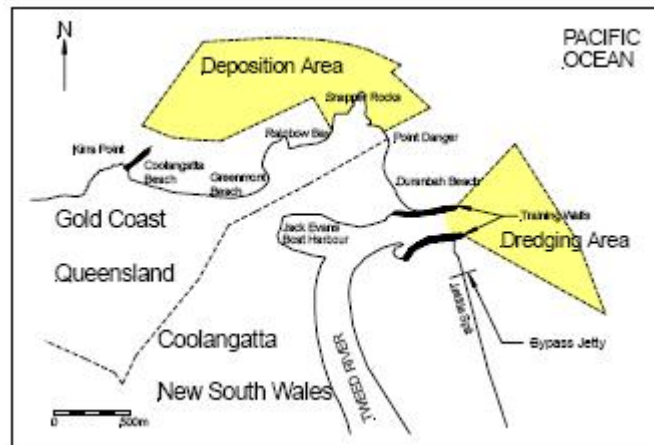 N
PACIFIC
OCEAN
Deposition Area
Snapper Rocks
Rainbow Bay
Point Danger
Kirra Point
Coolangatta
Beach
Greenmont
Beach
Duranbah Beach
Gold Coast
Jack Evans
Boat Harbour
Training Walls
Dredging Area
Queensland
Bypass Jetty
Coolangatta
New South Wales
TWEED RIVER
0 500m